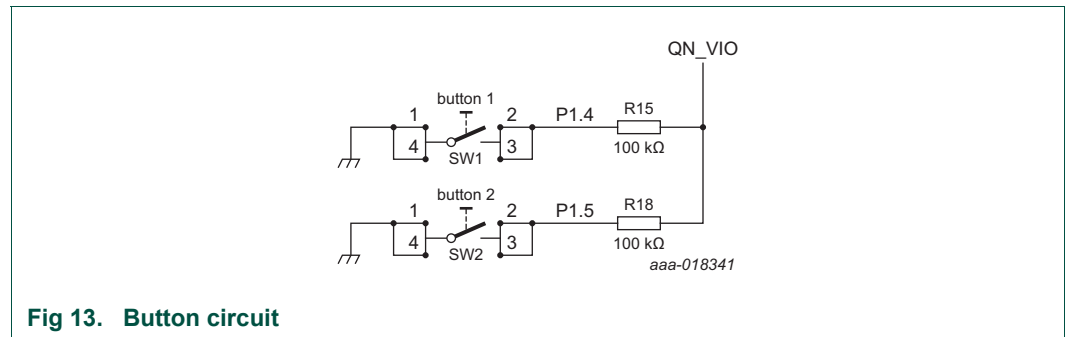 QN_VIO
button 1
1 2 P1.4 R15
4 3
SW1 100 kΩ
button 2
1 2 P1.5 R18
4 3
SW2 100 kΩ
aaa-018341
Fig 13. Button circuit